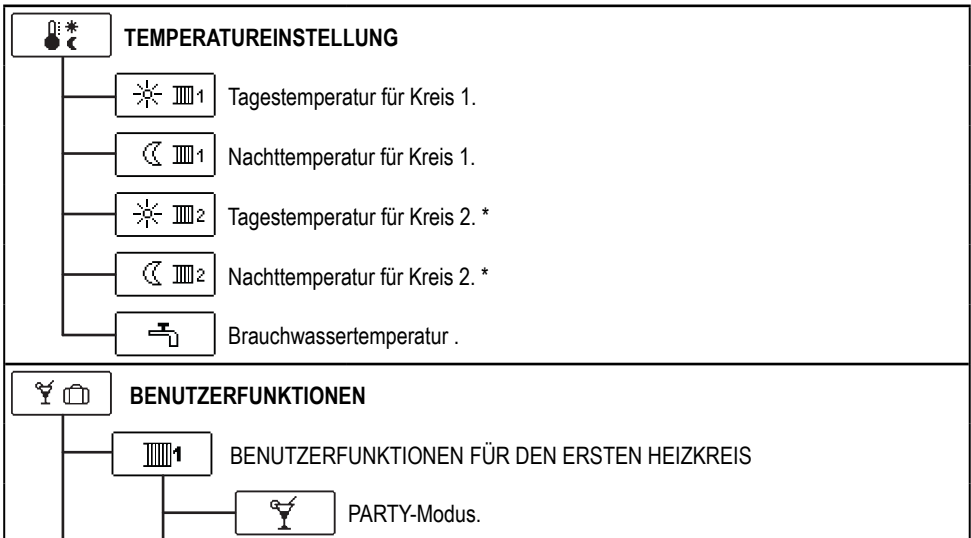 TEMPERATUREINSTELLUNG
1 Tagestemperatur für Kreis 1.
1 Nachttemperatur für Kreis 1.
2 Tagestemperatur für Kreis 2. *
2 Nachttemperatur für Kreis 2. *
Brauchwassertemperatur .
BENUTZERFUNKTIONEN
1 BENUTZERFUNKTIONEN FÜR DEN ERSTEN HEIZKREIS
PARTY-Modus.